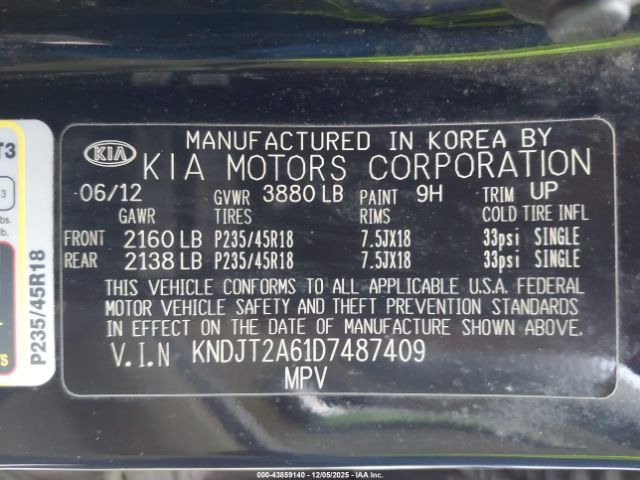 MANUFACTURED IN KOREA BY
KIA KIA MOTORS CORPORATION
06/12 GVWR 3880 LB PAINT 9H TRIM UP
GAWR TIRES RIMS COLD TIRE INFL
FRONT 2160 LB P235/45R18 7.5JX18 33psi SINGLE
REAR 2138 LB P235/45R18 7.5JX18 33psi SINGLE
THIS VEHICLE CONFORMS TO ALL APPLICABLE U.S.A. FEDERAL
MOTOR VEHICLE SAFETY AND THEFT PREVENTION STANDARDS
IN EFFECT ON THE DATE OF MANUFACTURE SHOWN ABOVE.
V.I.N KNDJT2A61D7487409
MPV
P235/45R18
000-43859140 - 12/05/2025 - IAAI.COM